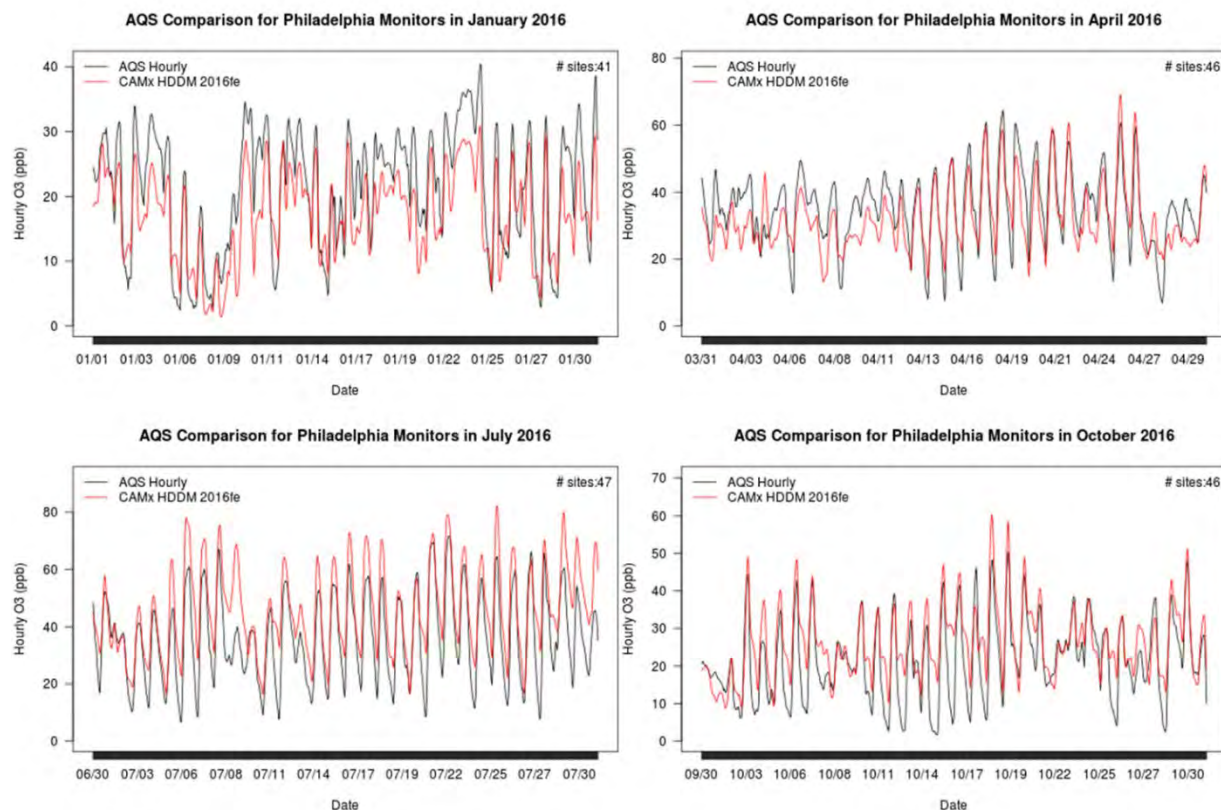 AQS Comparison for Philadelphia Monitors in January 2016
AQS Hourly
CAMx HDDM 2016fe
# sites:41
Hourly O3 (ppb)
40
30
20
10
0
01/01 01/03 01/06 01/09 01/11 01/14 01/17 01/19 01/22 01/25 01/27 01/30
Date
AQS Comparison for Philadelphia Monitors in April 2016
AQS Hourly
CAMx HDDM 2016fe
# sites:46
Hourly O3 (ppb)
80
60
40
20
0
03/31 04/03 04/06 04/08 04/11 04/13 04/16 04/19 04/21 04/24 04/27 04/29
Date
AQS Comparison for Philadelphia Monitors in July 2016
AQS Hourly
CAMx HDDM 2016fe
# sites:47
Hourly O3 (ppb)
80
60
40
20
0
06/30 07/03 07/06 07/08 07/11 07/14 07/17 07/19 07/22 07/25 07/27 07/30
Date
AQS Comparison for Philadelphia Monitors in October 2016
AQS Hourly
CAMx HDDM 2016fe
# sites:46
Hourly O3 (ppb)
70
60
50
40
30
20
10
0
09/30 10/03 10/06 10/08 10/11 10/14 10/17 10/19 10/22 10/25 10/27 10/30
Date